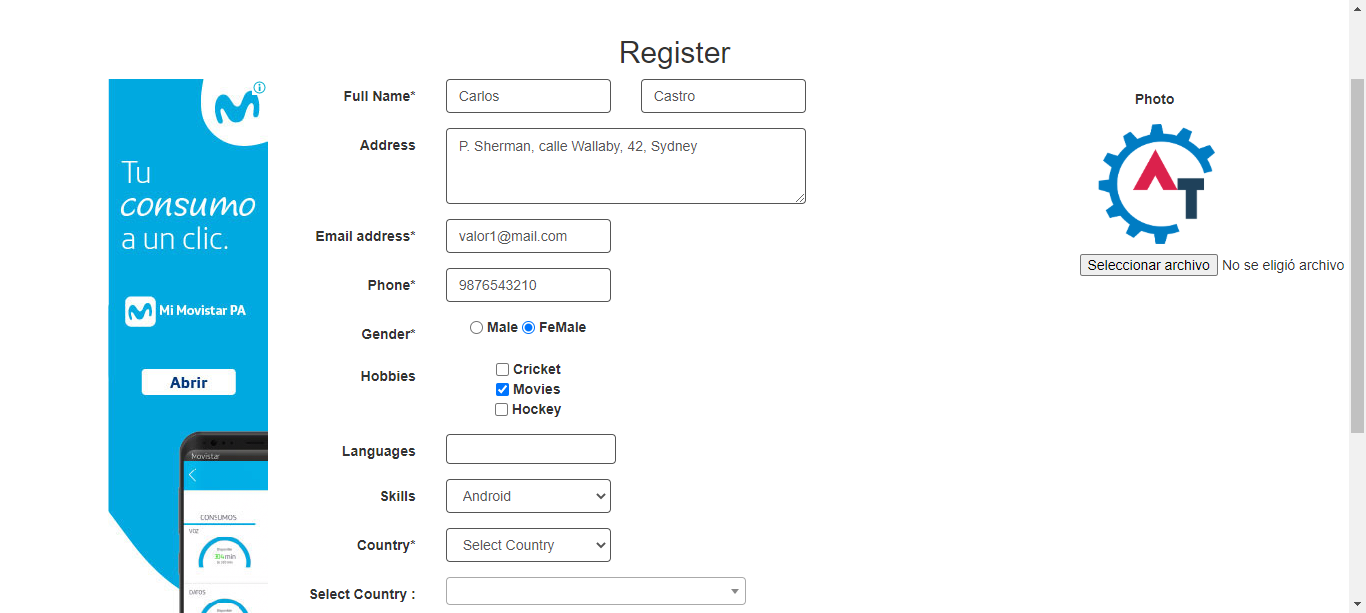 Register
Full Name*
Carlos
Castro
Address
P. Sherman, calle Wallaby, 42, Sydney
Email address*
valor1@mail.com
Phone*
9876543210
Gender*
Male
FeMale
Hobbies
Cricket
Movies
Hockey
Languages
Skills
Android
Country*
Select Country
Select Country :
Photo
AT
Seleccionar archivo
No se eligió archivo
Tu
consumo
a un clic.
Mi Movistar PA
Abrir
Movistar
CONSUMOS
VOZ
DATOS